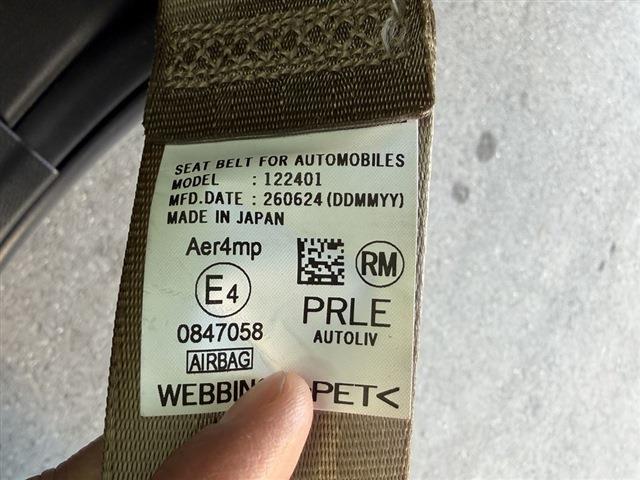 SEAT BELT FOR AUTOMOBILES
MODEL : 122401
MFD.DATE : 260624 (DDMMYY)
MADE IN JAPAN
Aer4mp
RM
E4
PRLE
0847058
AUTOLIV
AIRBAG
PET<